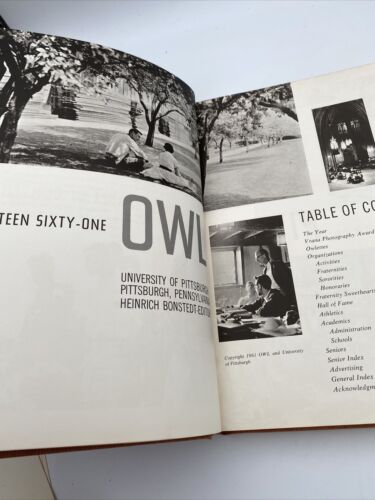 TEEN SIXTY-ONE
OWL
UNIVERSITY OF PITTSBURGH
PITTSBURGH, PENNSYLVANIA
HEINRICH BONSTEDT-EDITOR
TABLE OF CO
The Year
Vrana Photography Award
Owlettes
Organizations
Activities
Fraternities
Sororities
Honoraries
Fraternity Sweethearts
Hall of Fame
Athletics
Academics
Administration
Schools
Seniors
Senior Index
Advertising
General Index
Acknowledgm
Copyright 1961 OWL and University
of Pittsburgh